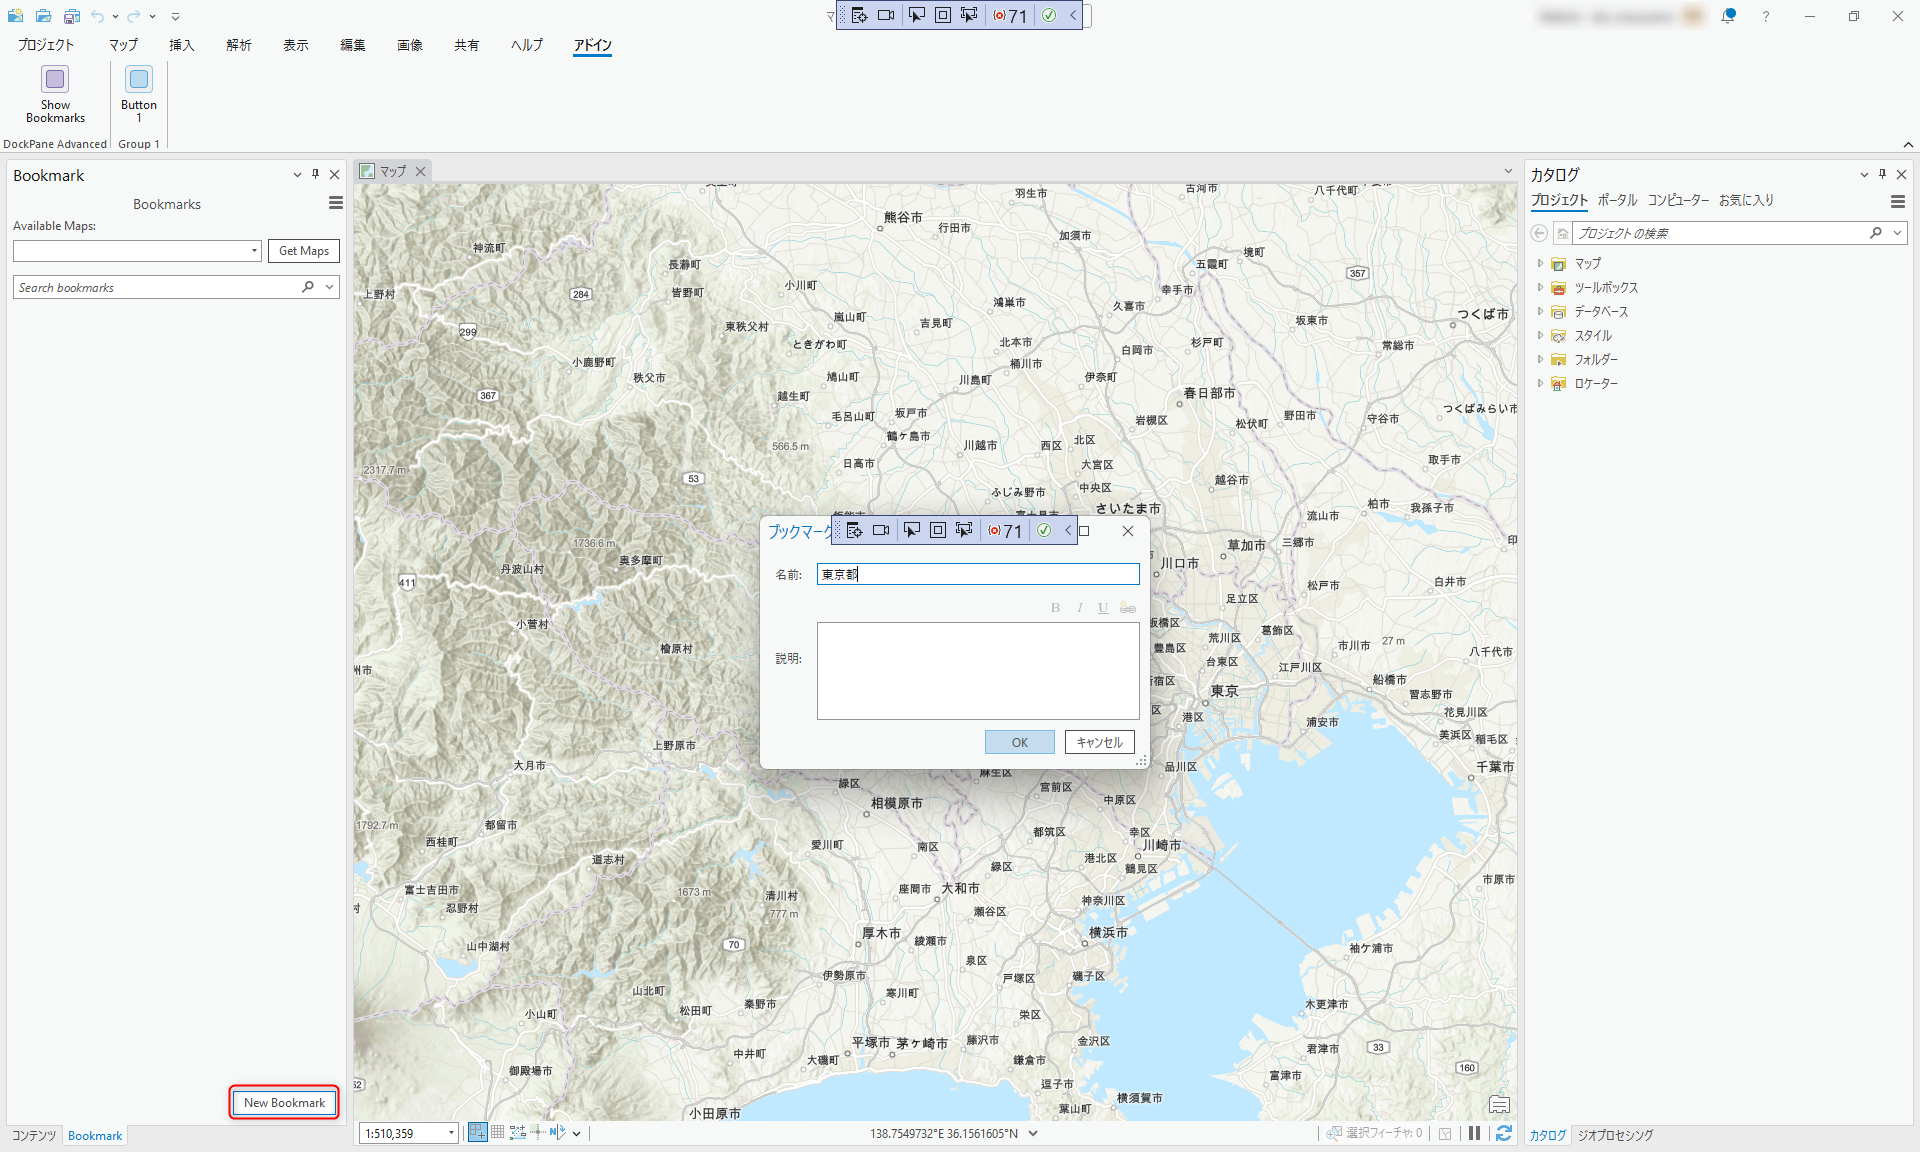 71
プロジェクト マップ 挿入 解析 表示 編集 画像 共有 ヘルプ アドイン
Show Bookmarks
Button 1
DockPane Advanced
Group 1
Bookmark
Bookmarks
Available Maps:
Get Maps
Search bookmarks
New Bookmark
コンテンツ Bookmark
マップ
羽生市
古河市
八千代町
熊谷市
行田市
加須市
境町
神流町
長瀞町
五霞町
357
上野村
284
皆野町
小川町
幸手市
鴻巣市
久喜市
299
東秩父村
嵐山町
吉見町
坂東市
つくば市
ときがわ町
北本市
白岡市
杉戸町
常総市
小鹿野町
桶川市
秩父市
鳩山町
川島町
伊奈町
367
越生町
春日部市
毛呂山町
坂戸市
岩槻区
野田市
守谷市
つくばみらい市
鶴ヶ島市
松伏町
566.5 m
川越市
西区
北区
2317.7 m
日高市
大宮区
取手市
53
ふじみ野市
中央区
越谷市
さいたま市
柏市
我孫子市
流山市
1736.6 m
奥多摩町
草加市
三郷市
丹波山村
川口市
411
松戸市
白井市
足立区
小菅村
板橋区
荒川区
葛飾区
市川市
27 m
檜原村
豊島区
台東区
江戸川区
八千代市
州市
船橋市
東京
習志野市
港区
浦安市
花見川区
上野原市
美浜区
稲毛区
大月市
品川区
千葉市
麻生区
緑区
宮前区
中原区
相模原市
1792.7 m
都留市
都筑区
幸区
西桂町
愛川町
南区
川崎市
道志村
緑区
港北区
鶴見区
富士吉田市
1673 m
清川村
座間市
大和市
市原市
忍野村
777 m
瀬谷区
神奈川区
厚木市
横浜市
山中湖村
70
綾瀬市
袖ケ浦市
泉区
伊勢原市
戸塚区
磯子区
山北町
寒川町
木更津市
小山町
松田町
秦野市
栄区
平塚市
茅ヶ崎市
藤沢市
金沢区
中井町
大磯町
鎌倉市
君津市
33
御殿場市
逗子市
富津市
160
横須賀市
小田原市
葉山町
ブックマーク
71
名前:
東京都
B I U
説明:
OK
キャンセル
1:510,359
138.7549732°E 36.1561605°N
選択フィーチャ: 0
カタログ
プロジェクト ポータル コンピューター お気に入り
プロジェクトの検索
マップ
ツールボックス
データベース
スタイル
フォルダー
ロケーター
カタログ ジオプロセシング